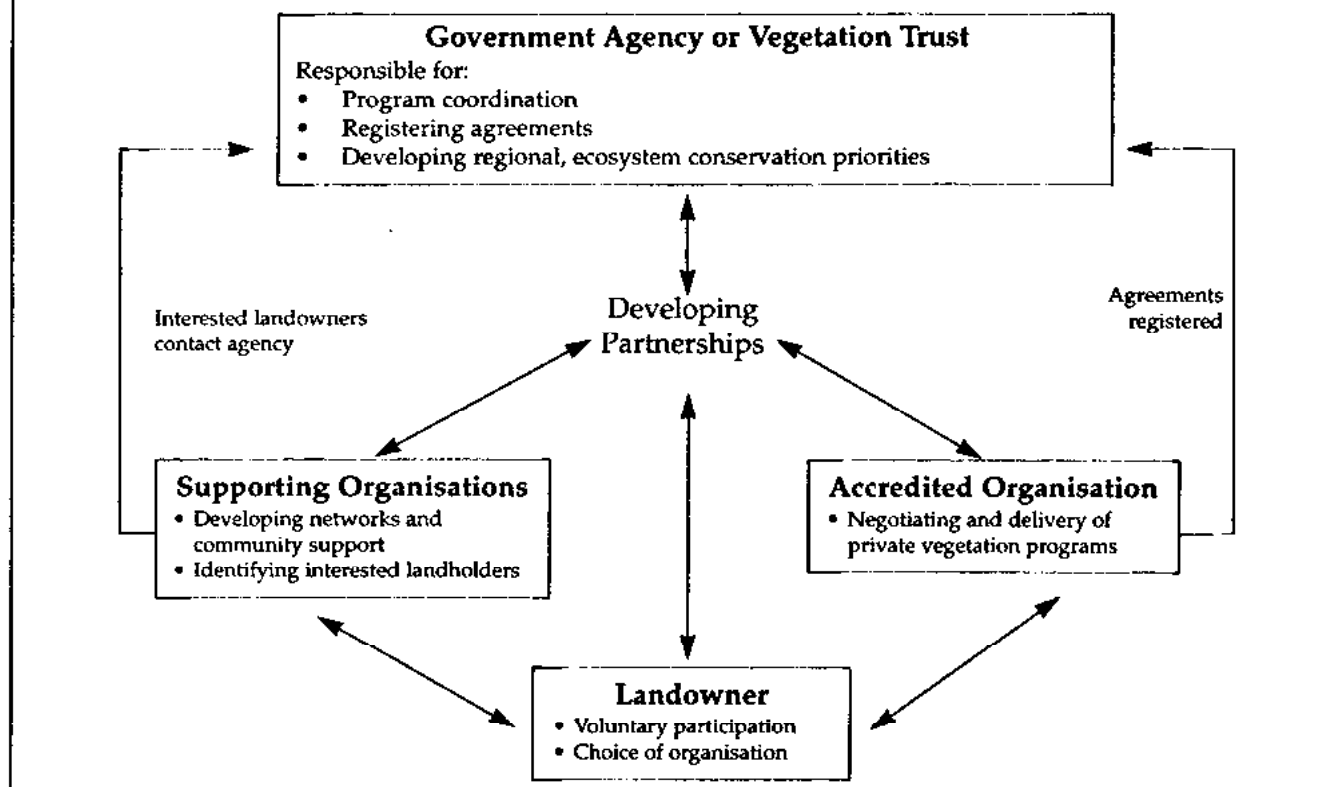 Government Agency or Vegetation Trust
Responsible for:
• Program coordination
• Registering agreements
• Developing regional, ecosystem conservation priorities
Interested landowners
contact agency
Developing
Partnerships
Agreements
registered
Supporting Organisations
• Developing networks and
community support
• Identifying interested landholders
Accredited Organisation
• Negotiating and delivery of
private vegetation programs
Landowner
• Voluntary participation
• Choice of organisation